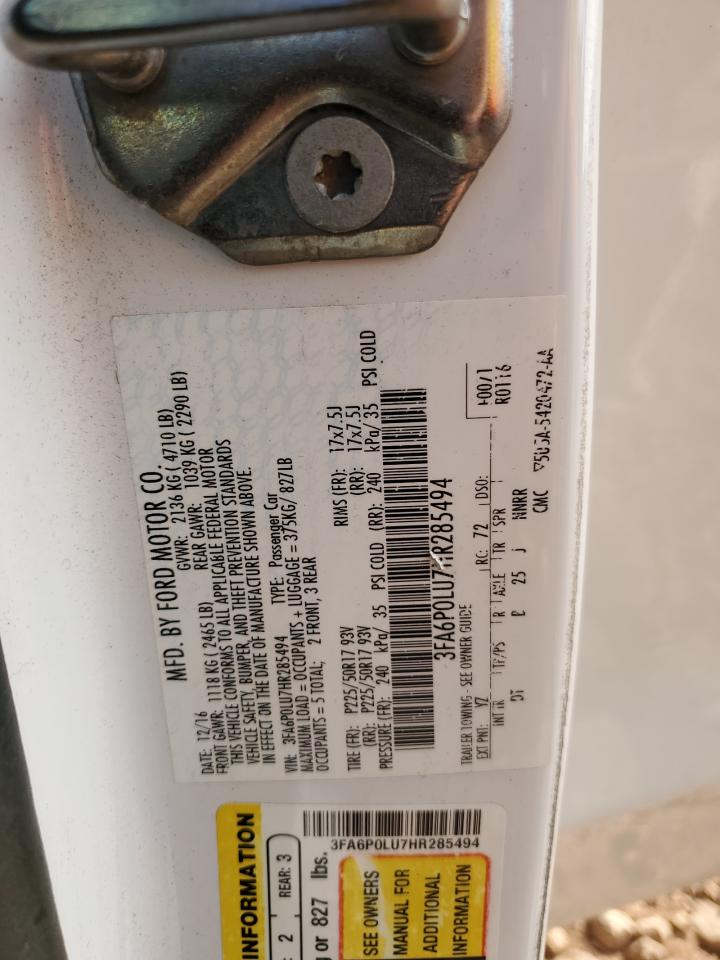 MFD. BY FORD MOTOR CO.
DATE: 12/16 GVWR: 2136 KG ( 4710 LB)
FRONT GAWR: 1118 KG ( 2465 LB) REAR GAWR: 1039 KG ( 2290 LB)
THIS VEHICLE CONFORMS TO ALL APPLICABLE FEDERAL MOTOR
VEHICLE SAFETY, BUMPER, AND THEFT PREVENTION STANDARDS
IN EFFECT ON THE DATE OF MANUFACTURE SHOWN ABOVE.
VIN: 3FA6P0LU7HR285494 TYPE: Passenger Car
MAXIMUM LOAD = OCCUPANTS + LUGGAGE = 375KG/ 827LB
OCCUPANTS = 5 TOTAL; 2 FRONT, 3 REAR
TIRE (FR): P225/50R17 93V RIMS (FR): 17x7.5J
(RR): P225/50R17 93V (RR): 17x7.5J
PRESSURE (FR): 240 kPa/ 35 PSI COLD (RR): 240 kPa/ 35 PSI COLD
3FA6P0LU7HR285494
TRAILER TOWING - SEE OWNER GUIDE
EXT PNT: YZ RC: 72 DSO:
INT TR TP/PS R AXLE TR SPR
DT 25 j NNRR
R0116
CMC
INFORMATION
: 2 REAR: 3
or 827 lbs.
3FA6P0LU7HR285494
SEE OWNERS
MANUAL FOR
ADDITIONAL
INFORMATION